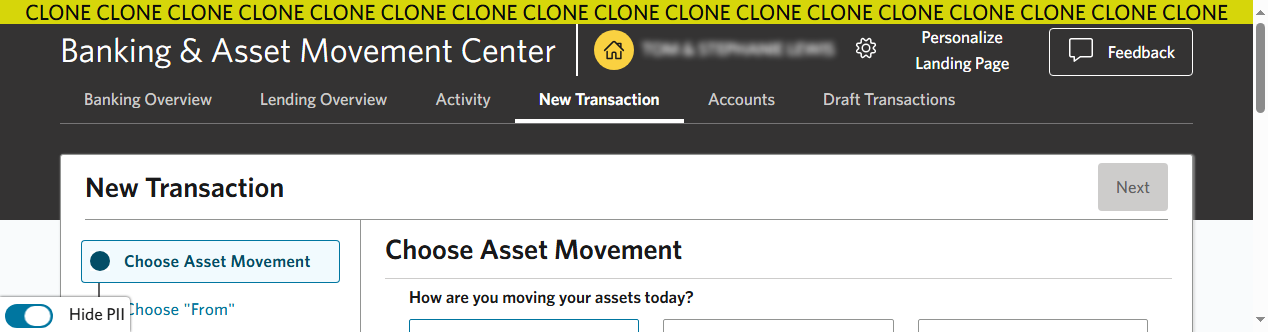 CLONE CLONE CLONE CLONE CLONE CLONE CLONE CLONE CLONE CLONE CLONE CLONE CLONE CLONE CLONE CLONE CLONE
Banking & Asset Movement Center
Personalize
Landing Page
Feedback
Banking Overview Lending Overview Activity New Transaction Accounts Draft Transactions
New Transaction
Next
Choose Asset Movement
Choose Asset Movement
How are you moving your assets today?
Choose "From"
Hide PII